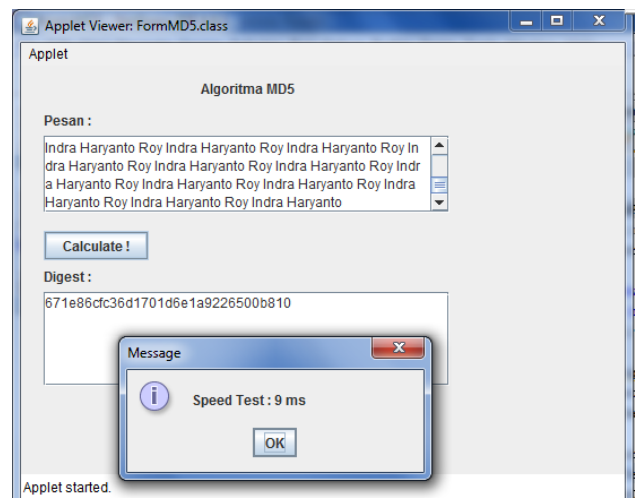 Applet Viewer: FormMD5.class
Applet
Algoritma MD5
Pesan :
Indra Haryanto Roy Indra Haryanto Roy Indra Haryanto Roy In
dra Haryanto Roy Indra Haryanto Roy Indra Haryanto Roy Indr
a Haryanto Roy Indra Haryanto Roy Indra Haryanto Roy Indra
Haryanto Roy Indra Haryanto Roy Indra Haryanto
Calculate !
Digest :
671e86cfc36d1701d6e1a9226500b810
Message
Speed Test : 9 ms
OK
Applet started.